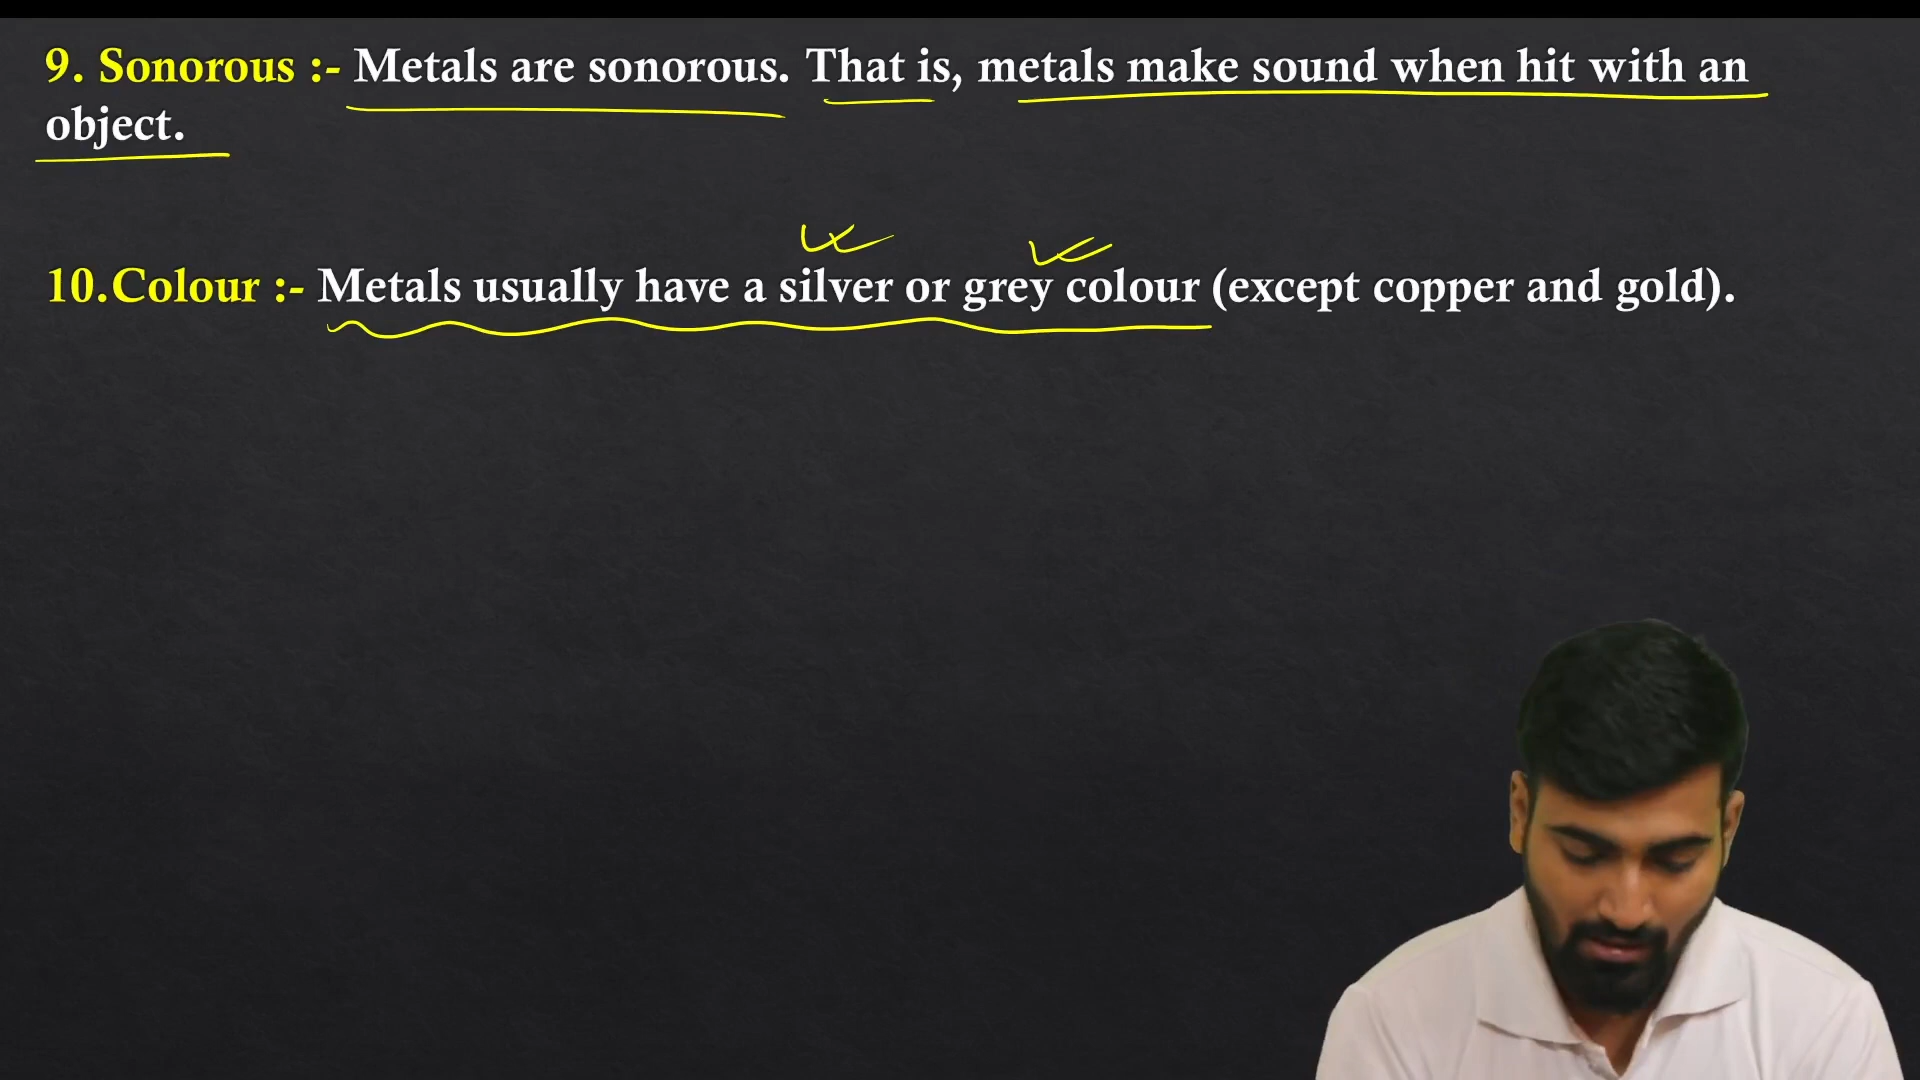 9. Sonorous :- Metals are sonorous. That is, metals make sound when hit with an
object.
10.Colour :- Metals usually have a silver or grey colour (except copper and gold).